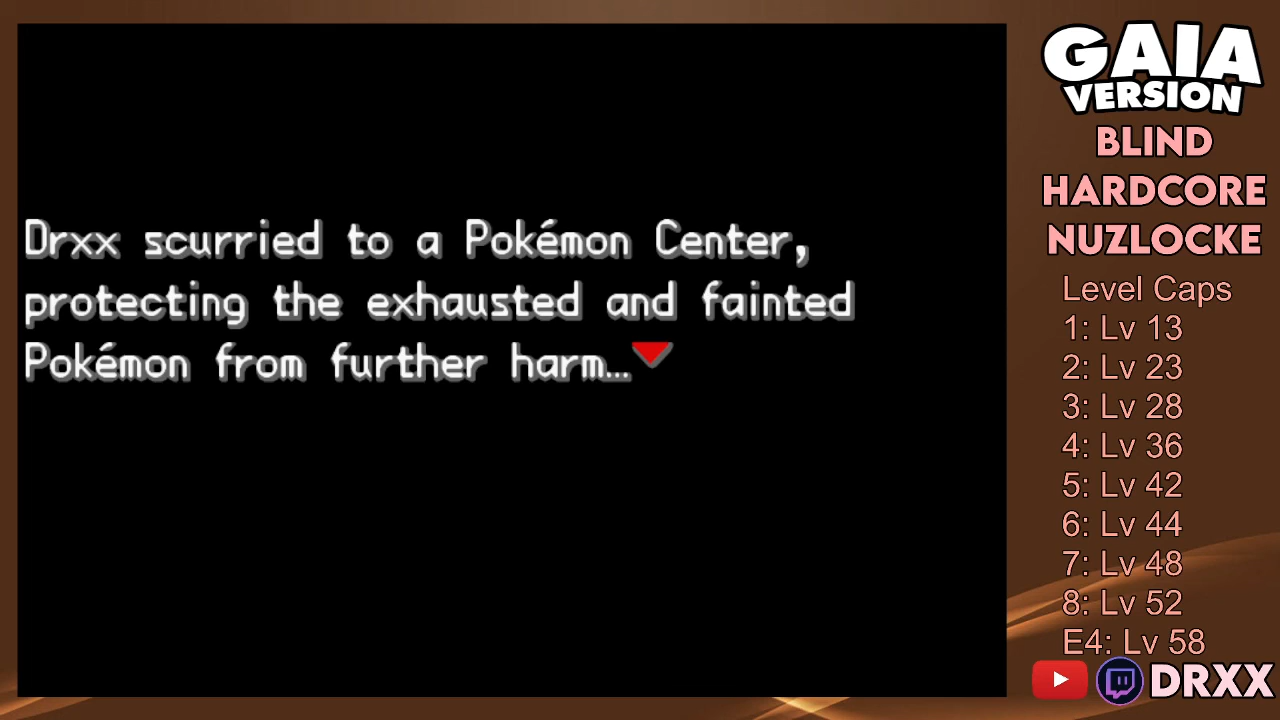 Drxx scurried to a Pokémon Center,
protecting the exhausted and fainted
Pokémon from further harm…
GAIA
VERSION
BLIND
HARDCORE
NUZLOCKE
Level Caps
1: Lv 13
2: Lv 23
3: Lv 28
4: Lv 36
5: Lv 42
6: Lv 44
7: Lv 48
8: Lv 52
E4: Lv 58
DRXX